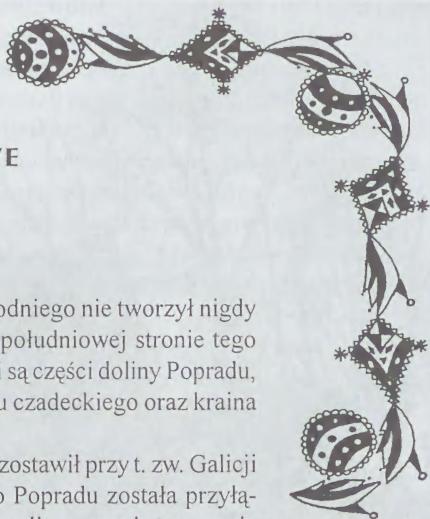 E
odniego nie tworzył nigdy
południowej stronie tego
i są części doliny Popradu,
u czadeckiego oraz kraina
zostawił przy t. zw. Galicji
o Popradu została przyłą-